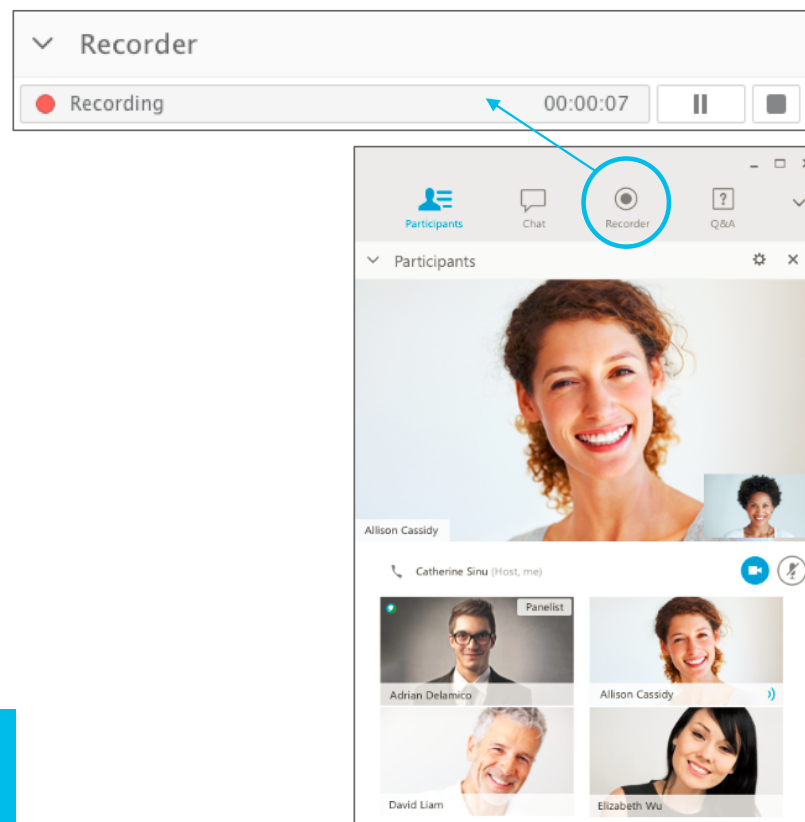 Recorder
Recording 00:00:07
Participants Chat Recorder Q&A
Participants
Allison Cassidy
Catherine Sinu (Host, me)
Panelist
Adrian Delamico Allison Cassidy
David Liam Elizabeth Wu